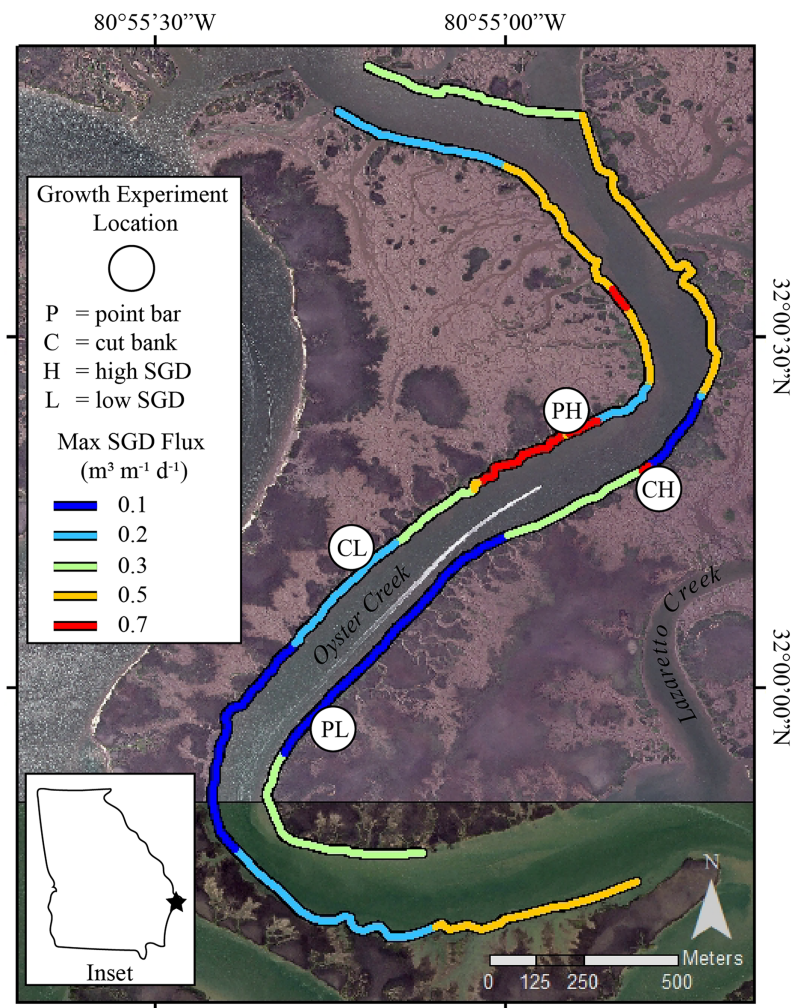 80°55’30”W
80°55’00”W
Growth Experiment
Location
P = point bar
C = cut bank
H = high SGD
L = low SGD
Max SGD Flux
(m³ m⁻¹ d⁻¹)
0.1
0.2
0.3
0.5
0.7
32°00’30”N
PH
CH
CL
Oyster Creek
Lazaretto Creek
32°00’00”N
PL
Inset
N
Meters
0 125 250 500